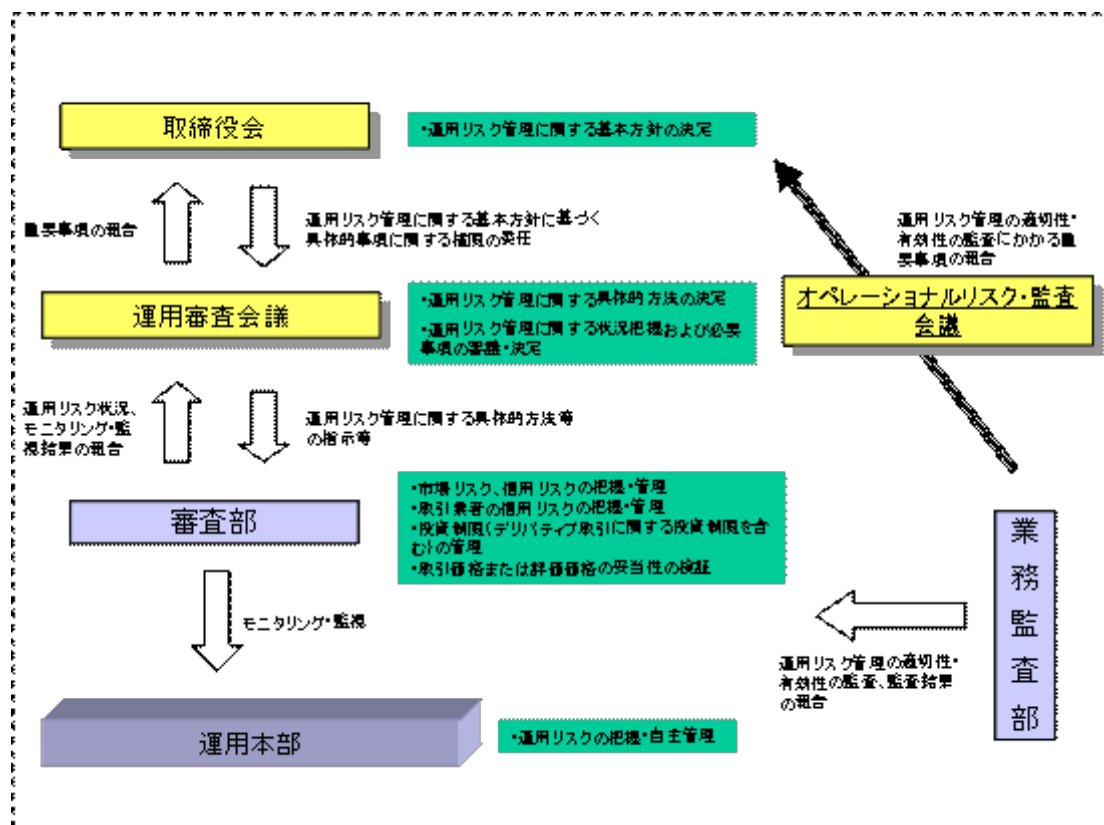 取締役会
・運用リスク管理に関する基本方針の決定
重要事項の報告
運用リスク管理に関する基本方針に基づく
具体的事項に関する権限の委任
運用リスク管理の適切性・
有効性の監査にかかる重
要事項の報告
運用審査会議
・運用リスク管理に関する具体的方法の決定
・運用リスク管理に関する状況把握および必要
事項の審議・決定
オペレーショナルリスク・監査
会議
運用リスク状況、
モニタリング・監
視結果の報告
運用リスク管理に関する具体的方法等
の指示等
審査部
・市場リスク、信用リスクの把握・管理
・取引業者の信用リスクの把握・管理
・投資制限(デリバティブ取引に関する投資制限を含
む)の管理
・取引価格または評価価格の妥当性の検証
業
務
監
査
部
モニタリング・監視
運用リスク管理の適切性・
有効性の監査、監査結果
の報告
運用本部
・運用リスクの把握・自主管理